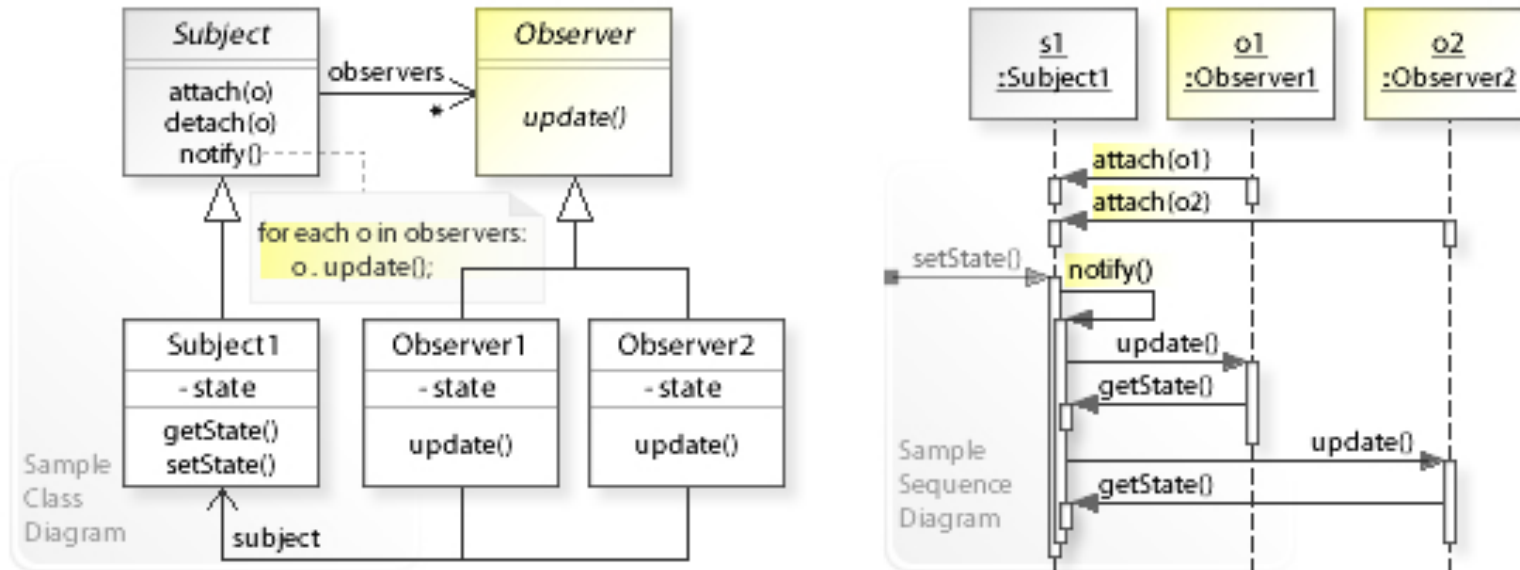 Subject
attach(o)
detach(o)
notify()
observers
*
Observer
update()
for each o in observers:
o . update();
Subject1
- state
getState()
setState()
Observer1
- state
update()
Observer2
- state
update()
subject
Sample
Class
Diagram
s1
:Subject1
o1
:Observer1
o2
:Observer2
attach(o1)
attach(o2)
setState()
notify()
update()
getState()
update()
getState()
Sample
Sequence
Diagram